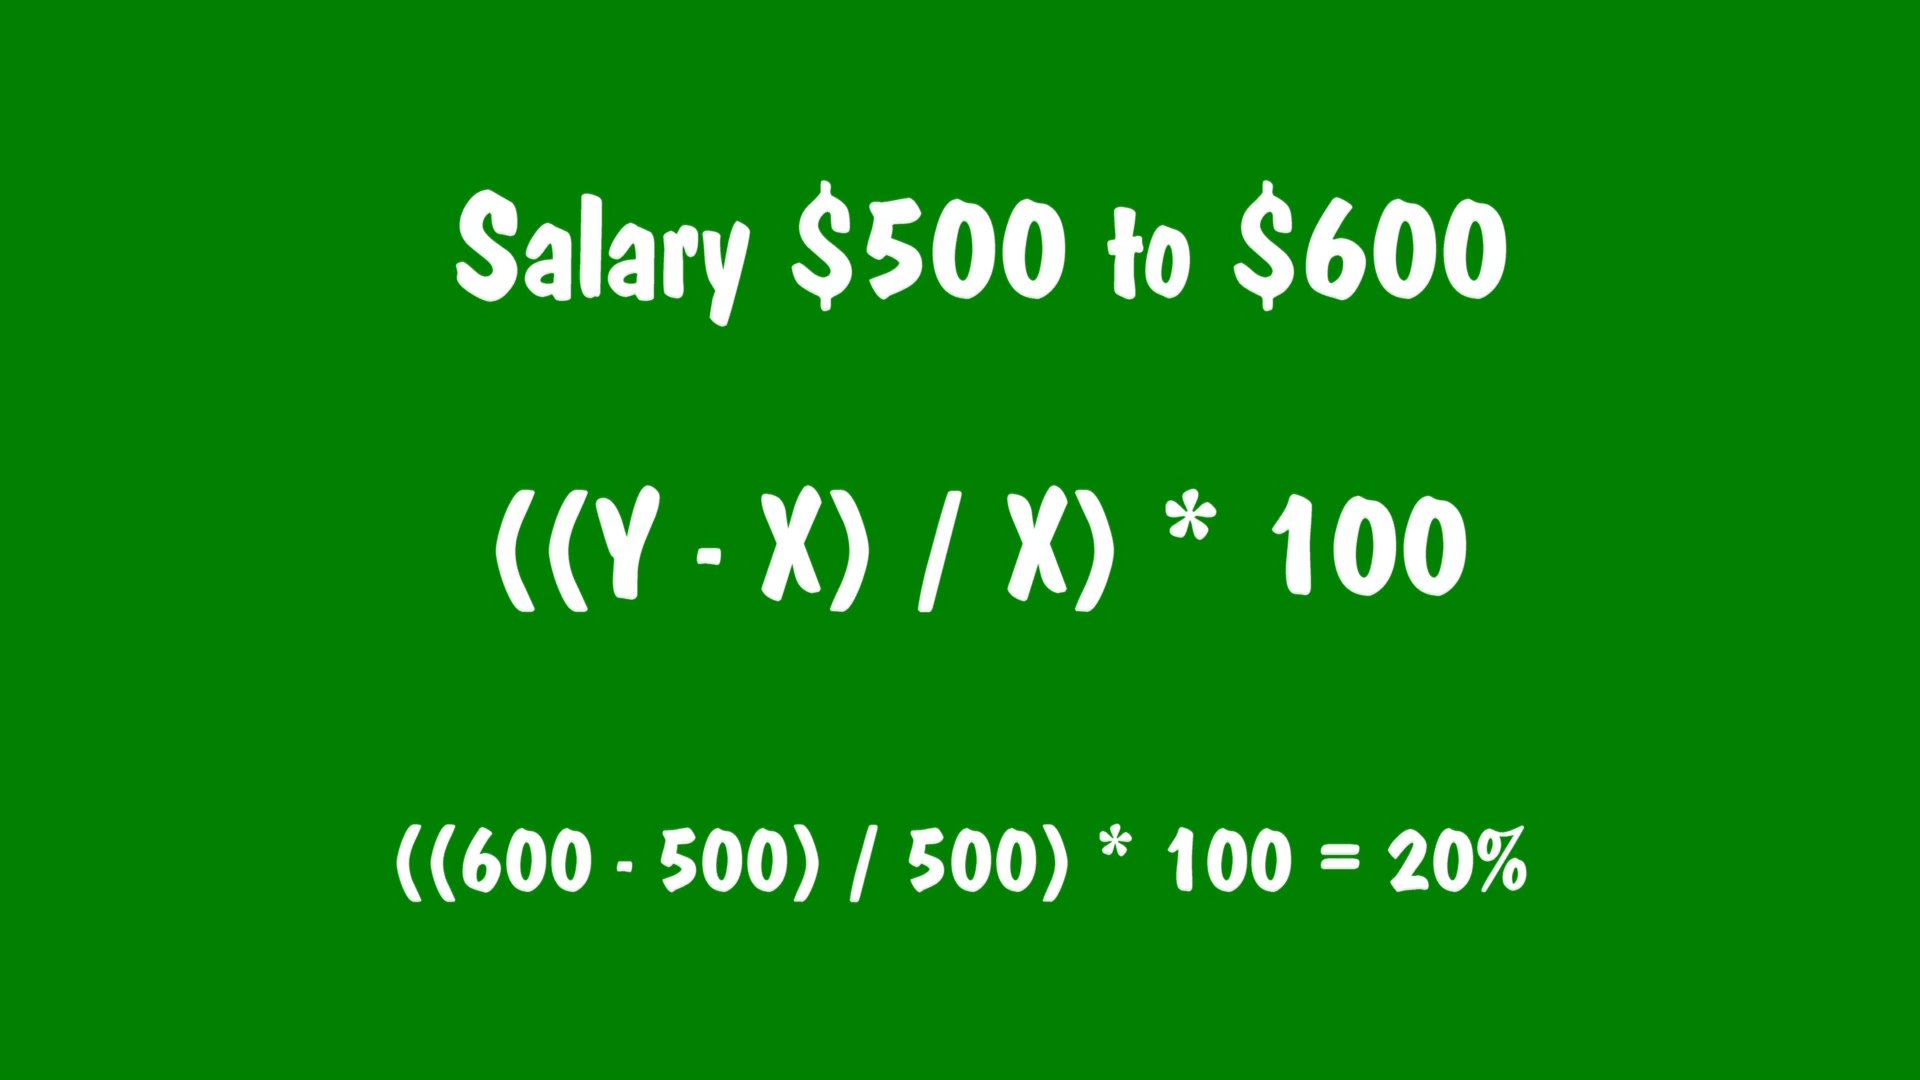 Salary $500 to $600
((Y - X) / X) * 100
((600 - 500) / 500) * 100 = 20%